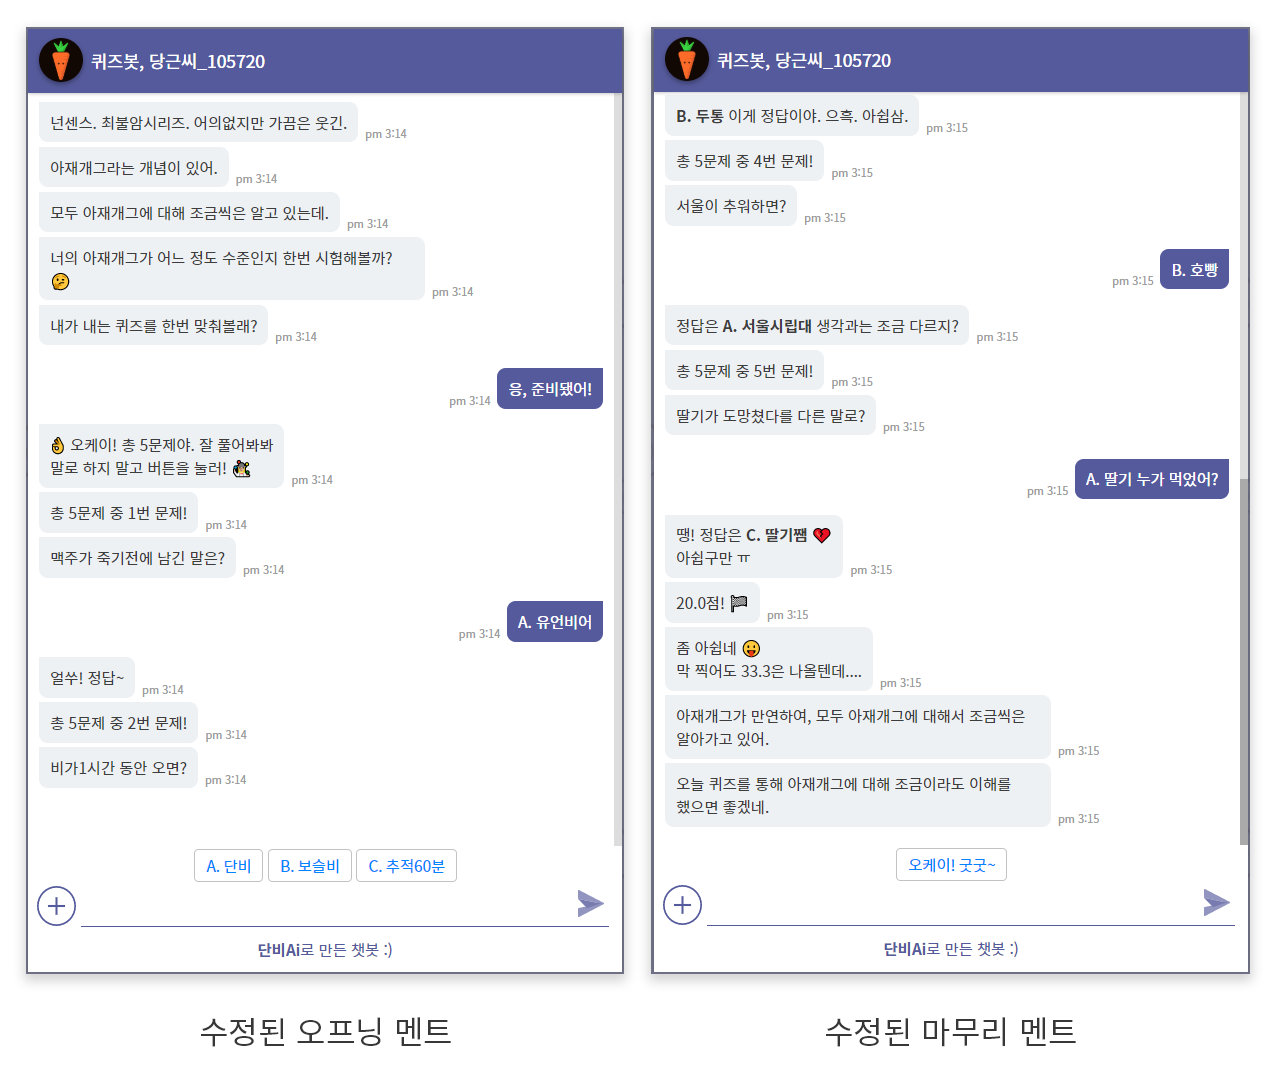 퀴즈봇, 당근씨_105720
넌센스. 최불암시리즈. 어의없지만 가끔은 웃긴.
pm 3:14
아재개그라는 개념이 있어.
pm 3:14
모두 아재개그에 대해 조금씩은 알고 있는데.
pm 3:14
너의 아재개그가 어느 정도 수준인지 한번 시험해볼까?
🤔
pm 3:14
내가 내는 퀴즈를 한번 맞춰볼래?
pm 3:14
응, 준비됐어!
pm 3:14
👌 오케이! 총 5문제야. 잘 풀어봐봐
말로 하지 말고 버튼을 눌러!
pm 3:14
총 5문제 중 1번 문제!
pm 3:14
맥주가 죽기전에 남긴 말은?
pm 3:14
A. 유언비어
pm 3:14
얼쑤! 정답~
pm 3:14
총 5문제 중 2번 문제!
pm 3:14
비가1시간 동안 오면?
pm 3:14
A. 단비
B. 보슬비
C. 추적60분
단비Ai로 만든 챗봇 :)
수정된 오프닝 멘트
퀴즈봇, 당근씨_105720
B. 두통 이게 정답이야. 으흑. 아쉽삼.
pm 3:15
총 5문제 중 4번 문제!
pm 3:15
서울이 추워하면?
pm 3:15
B. 호빵
pm 3:15
정답은 A. 서울시립대 생각과는 조금 다르지?
pm 3:15
총 5문제 중 5번 문제!
pm 3:15
딸기가 도망쳤다를 다른 말로?
pm 3:15
A. 딸기 누가 먹었어?
pm 3:15
땡! 정답은 C. 딸기쨈 💔
아쉽구만 ㅠ
pm 3:15
20.0점! 🏁
pm 3:15
좀 아쉽네 😛
막 찍어도 33.3은 나올텐데....
pm 3:15
아재개그가 만연하여, 모두 아재개그에 대해서 조금씩은
알아가고 있어.
pm 3:15
오늘 퀴즈를 통해 아재개그에 대해 조금이라도 이해를
했으면 좋겠네.
pm 3:15
오케이! 굿굿~
단비Ai로 만든 챗봇 :)
수정된 마무리 멘트